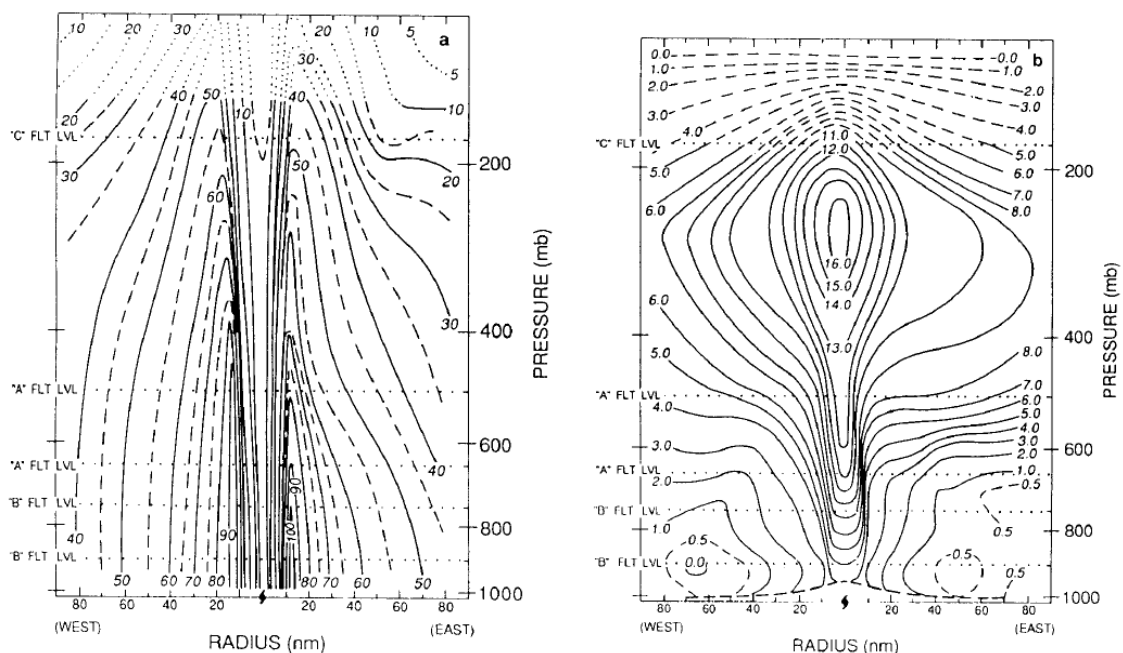 10 20 30 20 10 5 a
30 5
40 50 10 40 10
20
"C" FLT LVL
50 200
30 60 20
30
400
"A" FLT LVL
600
40
"A" FLT LVL
90
"B" FLT LVL
800
40 90 100
"B" FLT LVL
50 60 70 80 80 70 60 50
1000
80 60 40 20 0 20 40 60 80
(WEST) (EAST)
RADIUS (nm)
PRESSURE (mb)
b
0.0 0.0
1.0 1.0
2.0 2.0
3.0 3.0
4.0 4.0
"C" FLT LVL
11.0
12.0
5.0 5.0
6.0 6.0
7.0
8.0
200
16.0
15.0
14.0
6.0
13.0
400
5.0 8.0
"A" FLT LVL
7.0
4.0 6.0
5.0
4.0
3.0 3.0
600
2.0
"A" FLT LVL
1.0
2.0 0.5
"B" FLT LVL
1.0 0.5
800
0.5 0.5
"B" FLT LVL
0.0 0.5
1000
80 60 40 20 0 20 40 60 80
(WEST) (EAST)
RADIUS (nm)
PRESSURE (mb)